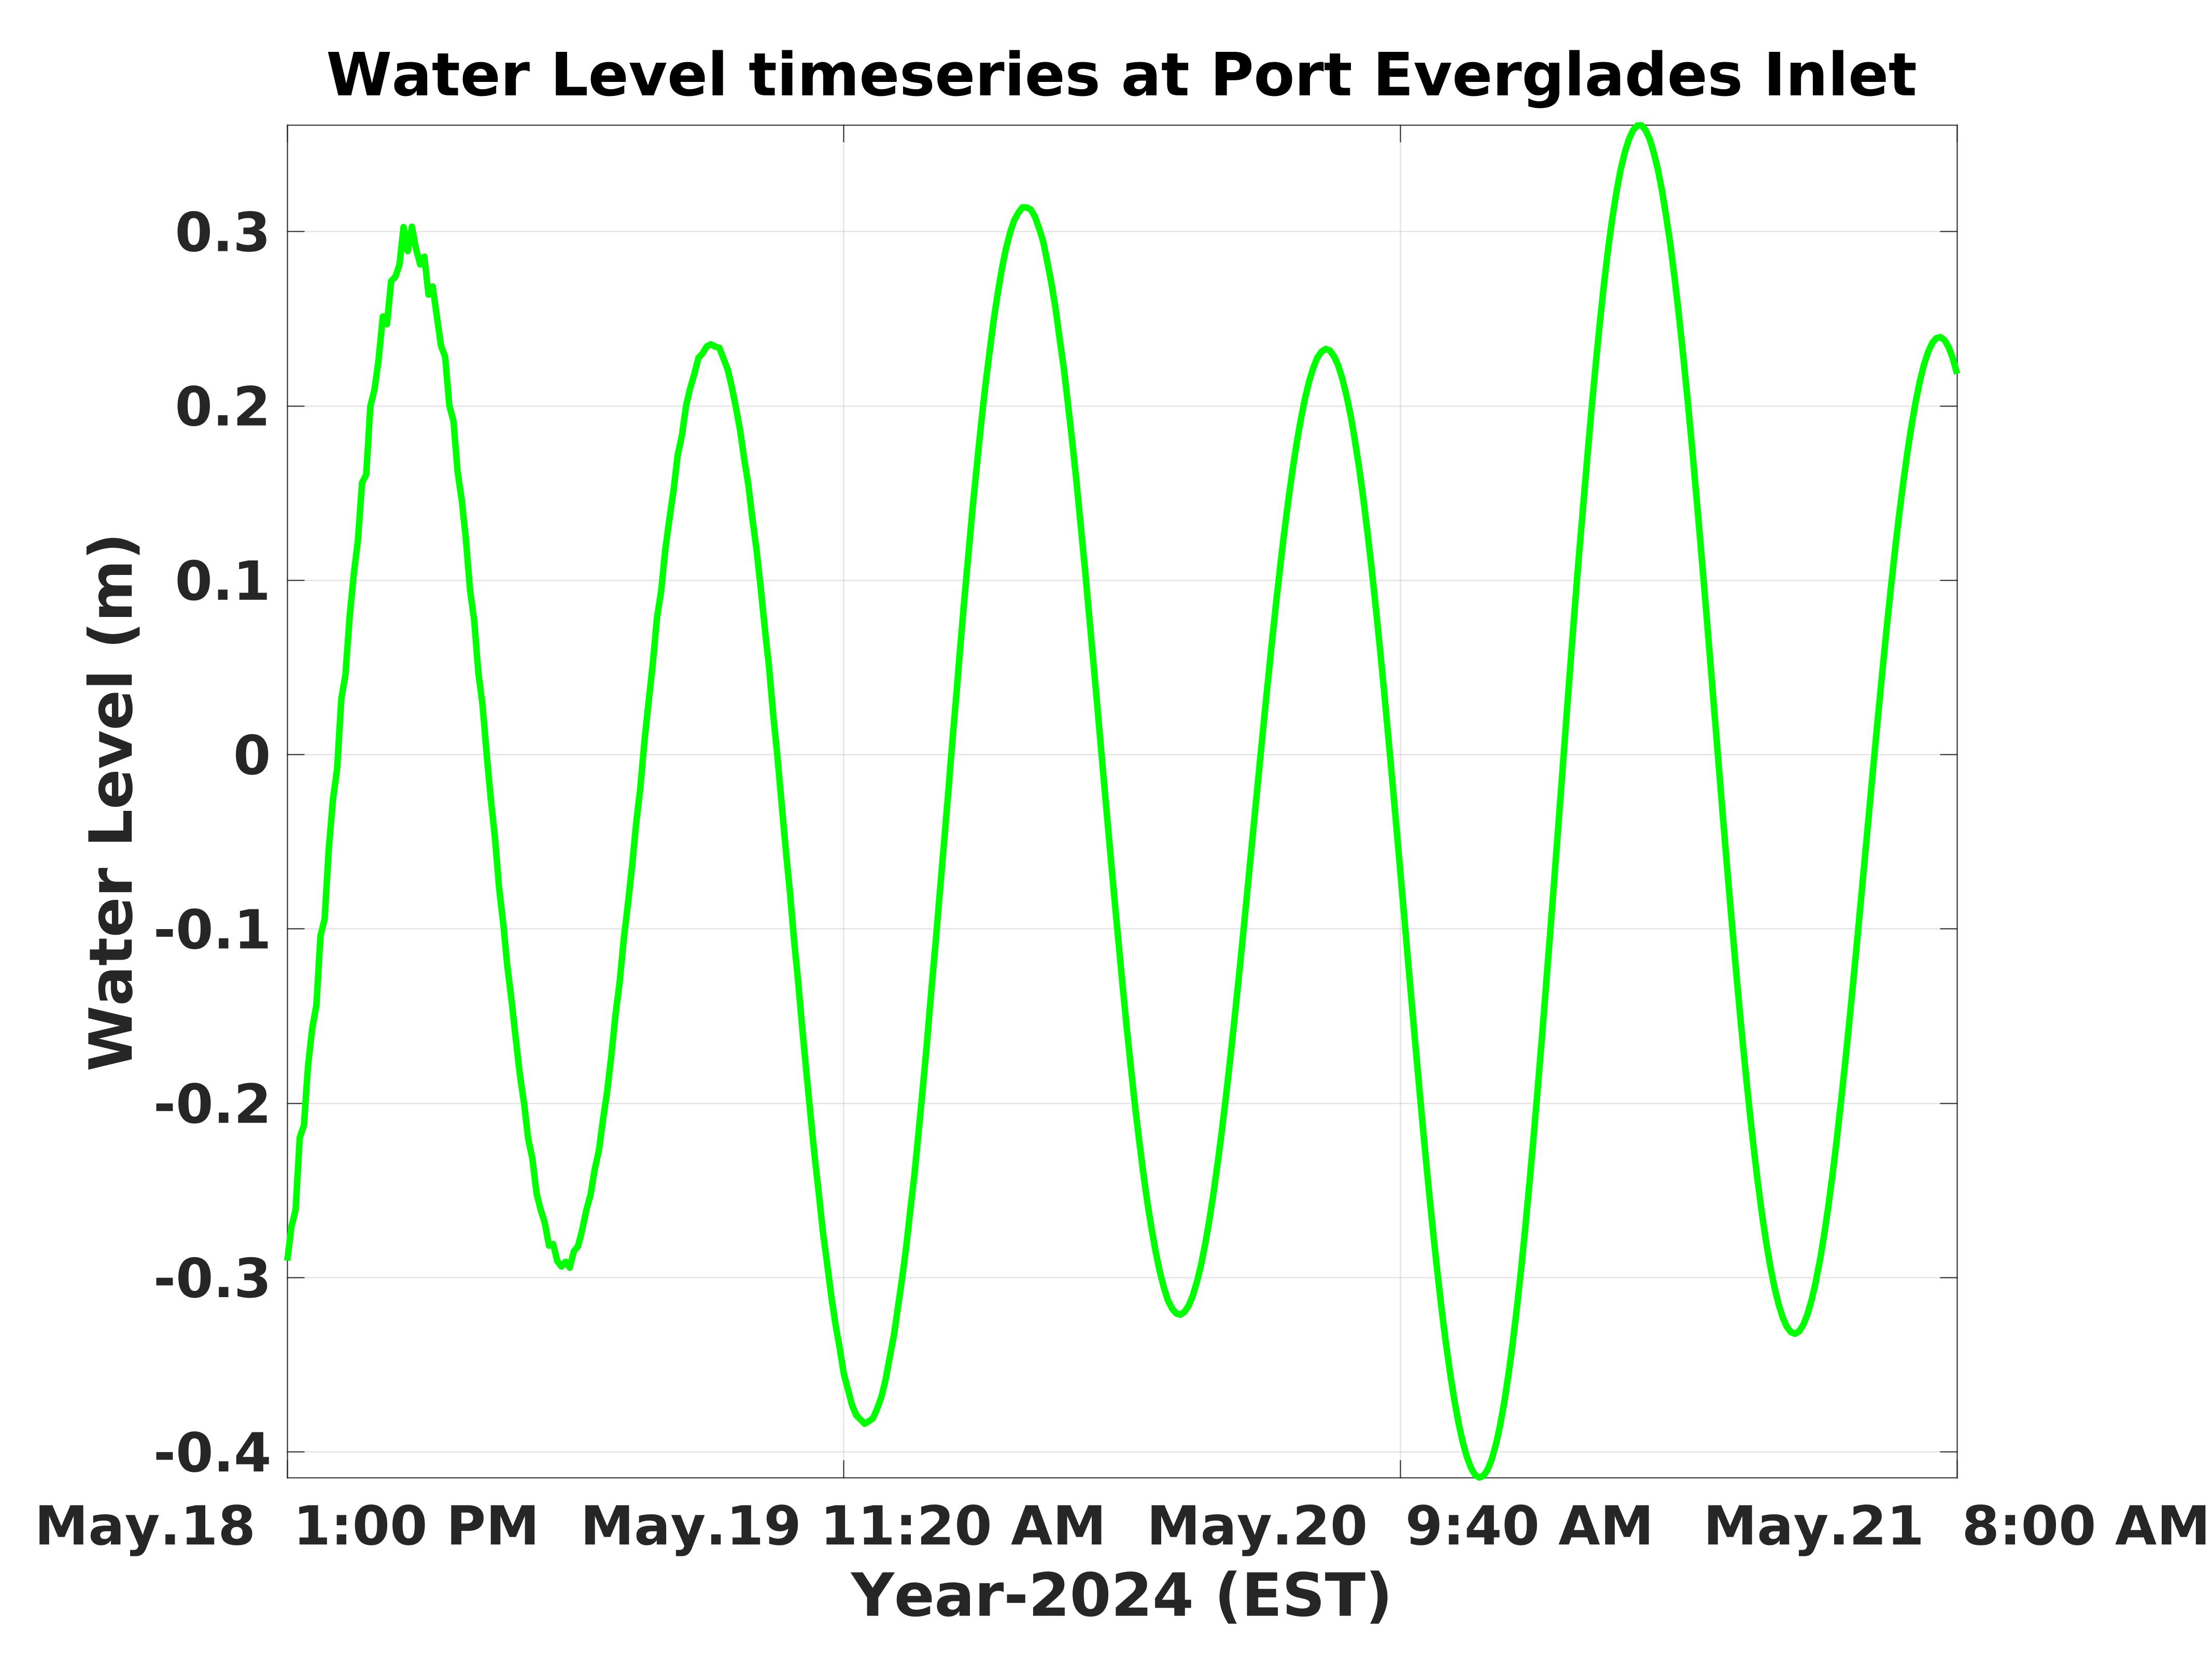 Water Level timeseries at Port Everglades Inlet
0.3
0.2
0.1
0
-0.1
-0.2
-0.3
-0.4
Water Level (m)
May.18 1:00 PM May.19 11:20 AM May.20 9:40 AM May.21 8:00 AM
Year-2024 (EST)